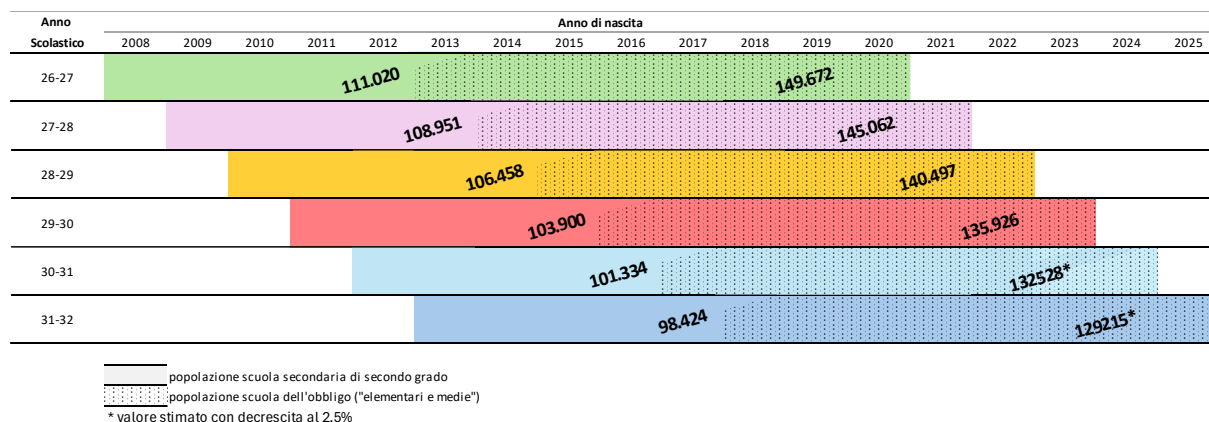 Anno Scolastico
Anno di nascita
2008 2009 2010 2011 2012 2013 2014 2015 2016 2017 2018 2019 2020 2021 2022 2023 2024 2025
26-27 111.020 149.672
27-28 108.951 145.062
28-29 106.458 140.497
29-30 103.900 135.926
30-31 101.334 132528*
31-32 98.424 129215*
popolazione scuola secondaria di secondo grado
popolazione scuola dell'obbligo ("elementari e medie")
* valore stimato con decrescita al 2.5%